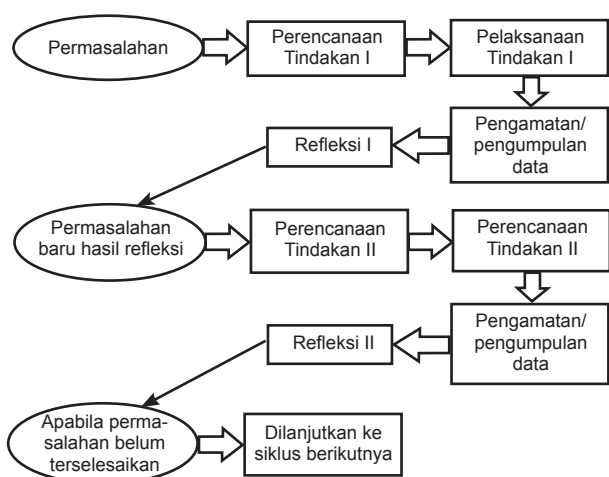 Permasalahan
Perencanaan
Tindakan I
Pelaksanaan
Tindakan I
Pengamatan/
pengumpulan
data
Refleksi I
Permasalahan
baru hasil refleksi
Perencanaan
Tindakan II
Perencanaan
Tindakan II
Pengamatan/
pengumpulan
data
Refleksi II
Apabila perma-
salahan belum
terselesaikan
Dilanjutkan ke
siklus berikutnya